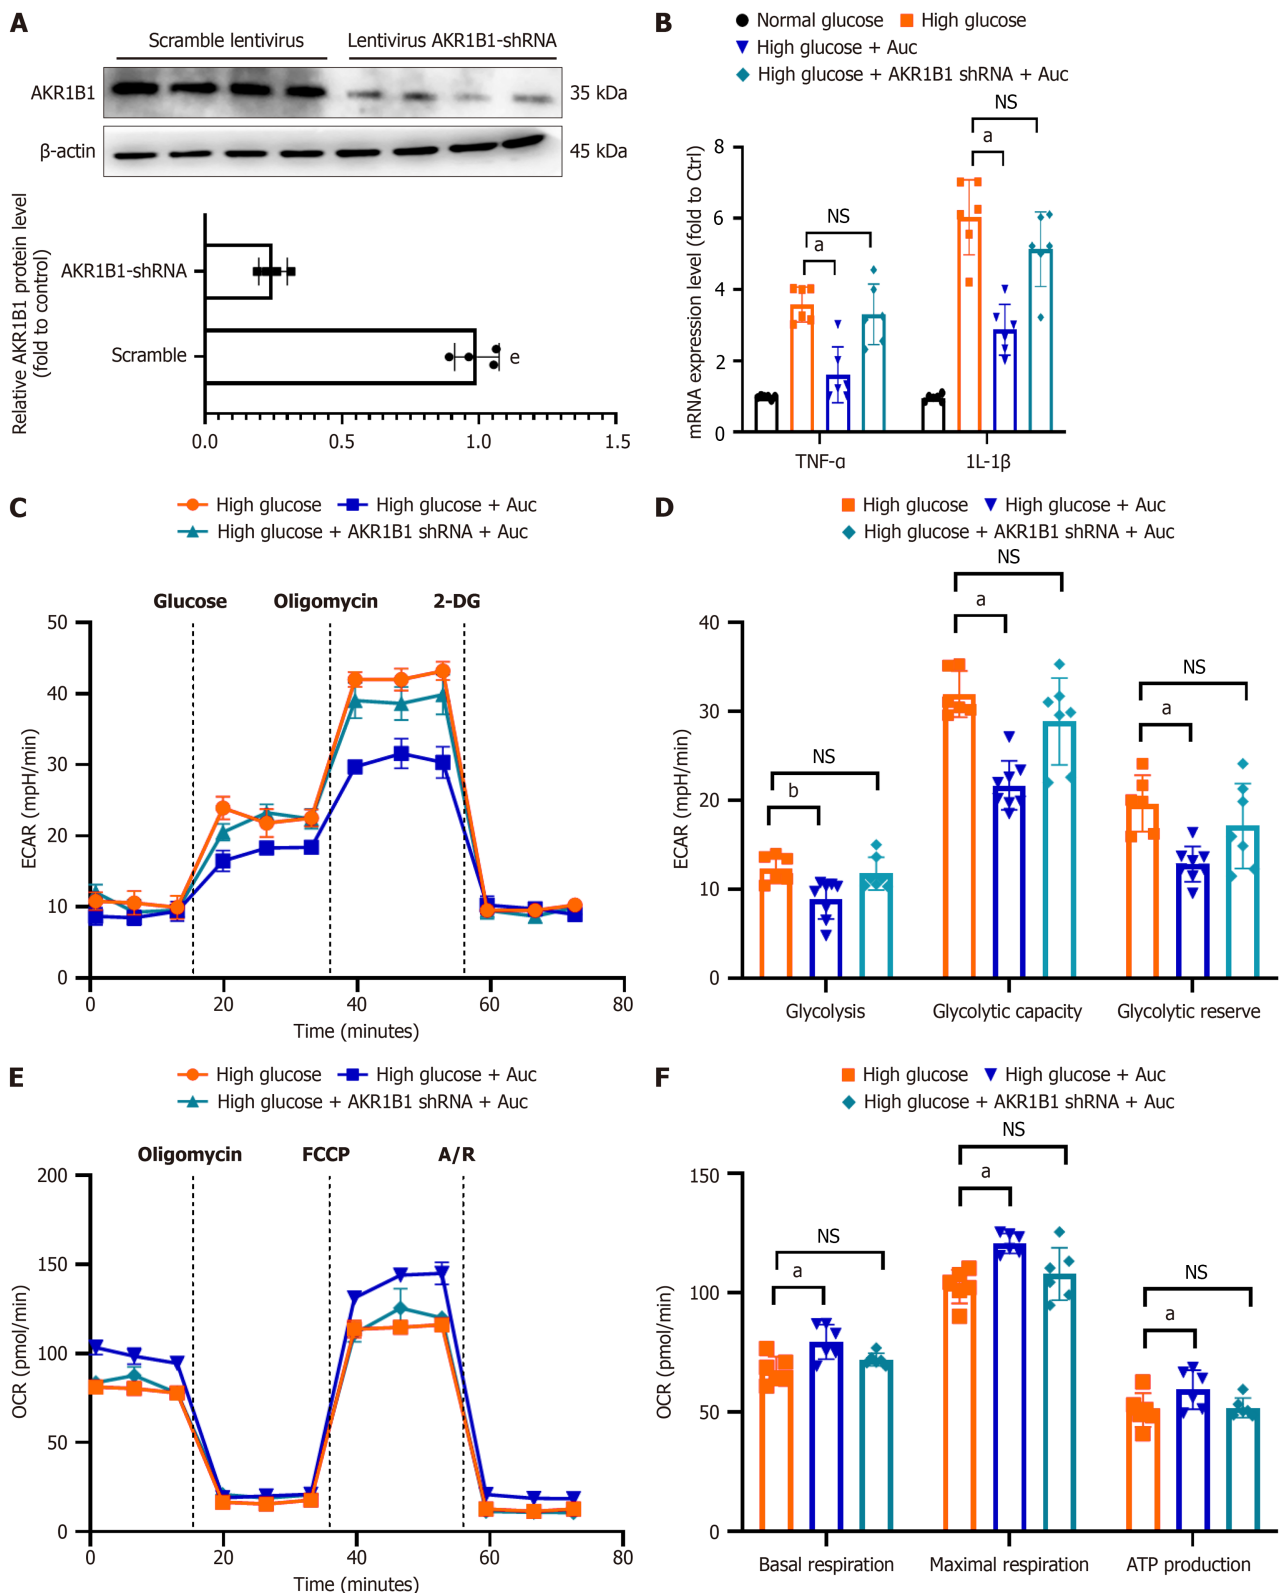 A
Scramble lentivirus
Lentivirus AKR1B1-shRNA
AKR1B1
35 kDa
β-actin
45 kDa
Relative AKR1B1 protein level
(fold to control)
AKR1B1-shRNA
Scramble
e
0.0
0.5
1.0
1.5
B
Normal glucose
High glucose
High glucose + Auc
High glucose + AKR1B1 shRNA + Auc
mRNA expression level (fold to Ctrl)
8
6
4
2
0
NS
a
NS
a
TNF-α
1L-1β
C
High glucose
High glucose + Auc
High glucose + AKR1B1 shRNA + Auc
Glucose
Oligomycin
2-DG
ECAR (mpH/min)
50
40
30
20
10
0
0
20
40
60
80
Time (minutes)
D
High glucose
High glucose + Auc
High glucose + AKR1B1 shRNA + Auc
ECAR (mpH/min)
40
30
20
10
0
NS
b
NS
a
NS
a
Glycolysis
Glycolytic capacity
Glycolytic reserve
E
High glucose
High glucose + Auc
High glucose + AKR1B1 shRNA + Auc
Oligomycin
FCCP
A/R
OCR (pmol/min)
200
150
100
50
0
0
20
40
60
80
Time (minutes)
F
High glucose
High glucose + Auc
High glucose + AKR1B1 shRNA + Auc
OCR (pmol/min)
150
100
50
0
NS
a
NS
a
NS
a
Basal respiration
Maximal respiration
ATP production